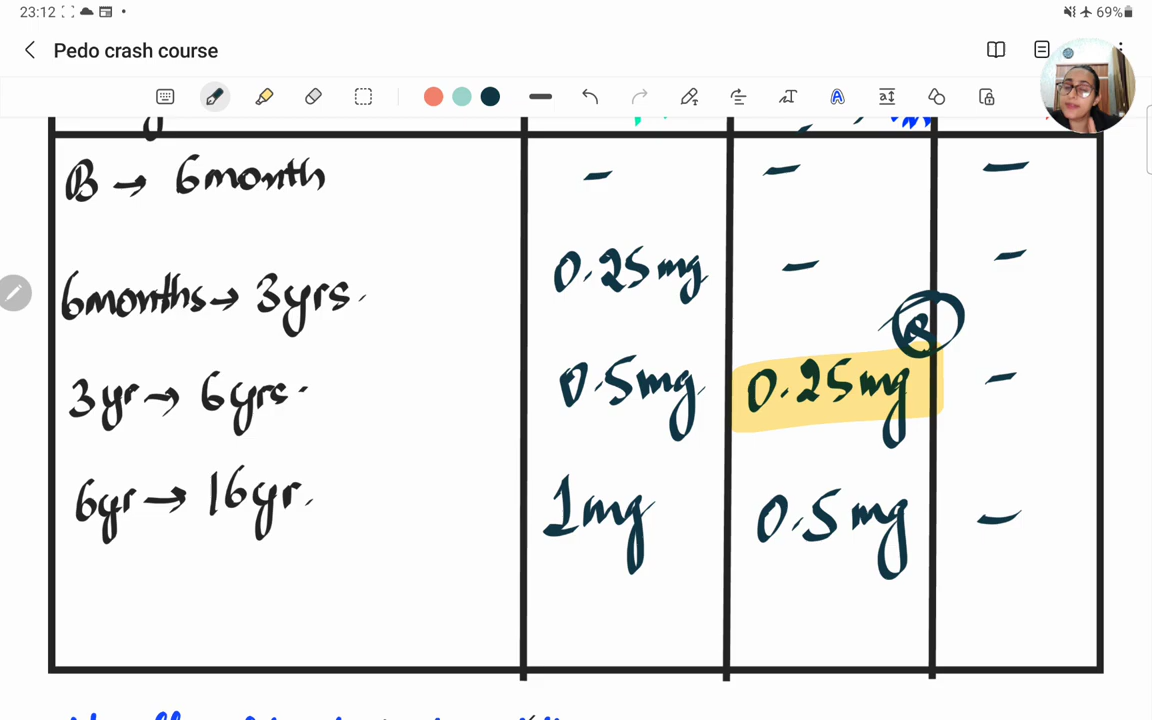 23:12 69%
Pedo crash course
B → 6month - - -
6months → 3yrs. 0.25mg - -
3yr → 6yrs. 0.5mg 0.25mg -
6yr → 16yr. 1mg 0.5mg -